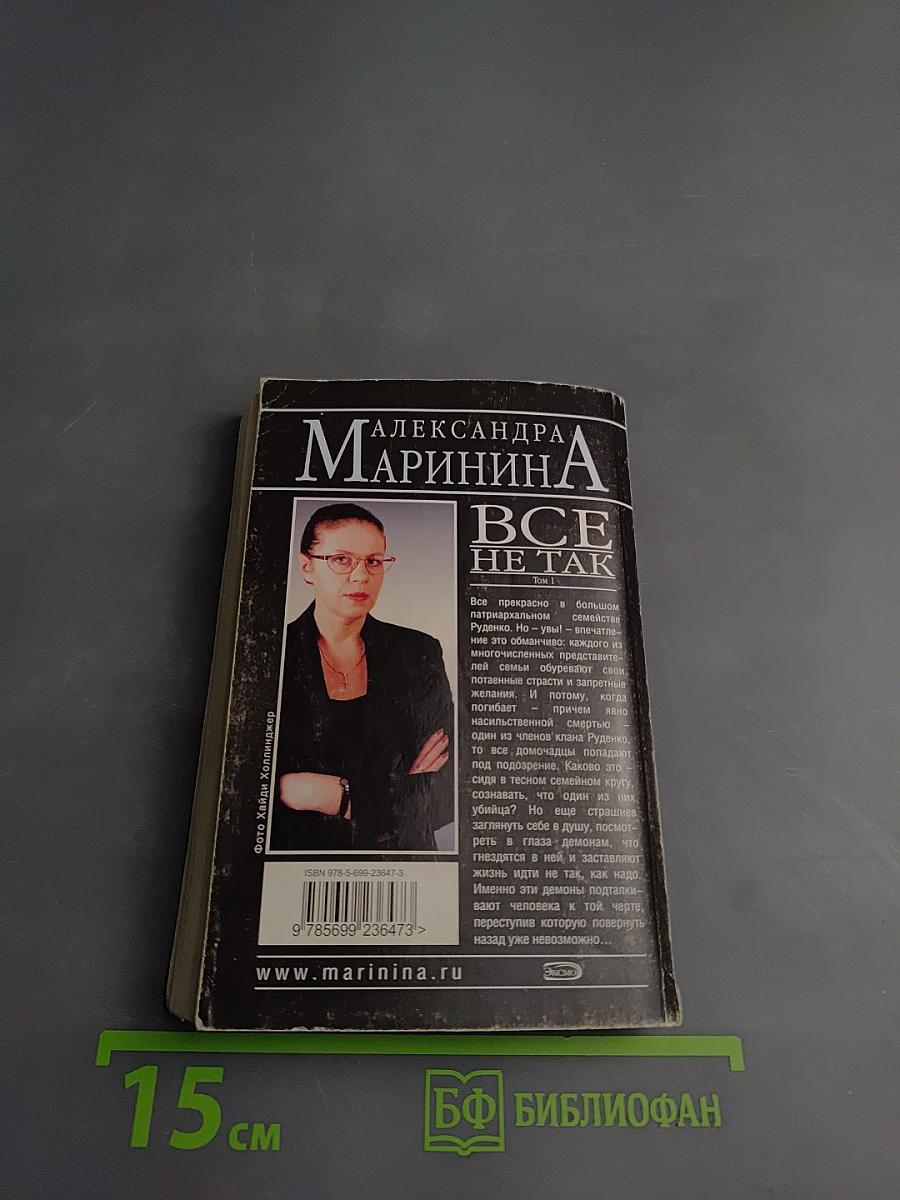 АЛЕКСАНДРА
МАРИНИНА
ВСЕ
НЕ ТАК
Том 1
Все прекрасно в большом
патриархальном семействе
Руденко. Но – увы! – впечатле-
ние это обманчиво: каждого из
многочисленных представите-
лей семьи обуревают свои
потаенные страсти и запретные
желания. И потому, когда
погибает – причем явно
насильственной смертью –
один из членов клана Руденко,
то все домочадцы попадают
под подозрение. Каково это –
сидя в тесном семейном кругу,
сознавать, что один из них
убийца? Но еще страшнее
заглянуть себе в душу, посмот-
реть в глаза демонам, что
гнездятся в ней и заставляют
жизнь идти не так, как надо.
Именно эти демоны подталки-
вают человека к той черте,
переступив которую повернуть
назад уже невозможно...
Фото Хайди Холлинджер
ISBN 978-5-699-23647-3
9 785699 236473 >
www.marinina.ru
ЭКСМО
15 см
БФ БИБЛИОФАН